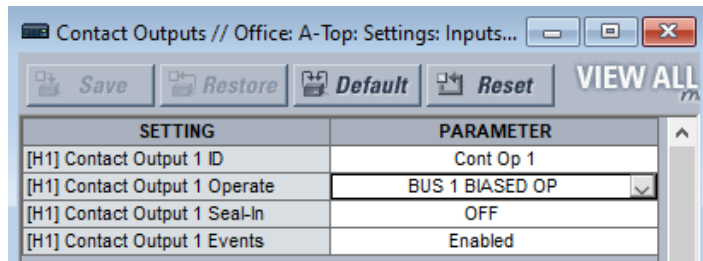 Contact Outputs // Office: A-Top: Settings: Inputs...
Save Restore Default Reset VIEW ALL m
SETTING PARAMETER
[H1] Contact Output 1 ID Cont Op 1
[H1] Contact Output 1 Operate BUS 1 BIASED OP
[H1] Contact Output 1 Seal-In OFF
[H1] Contact Output 1 Events Enabled